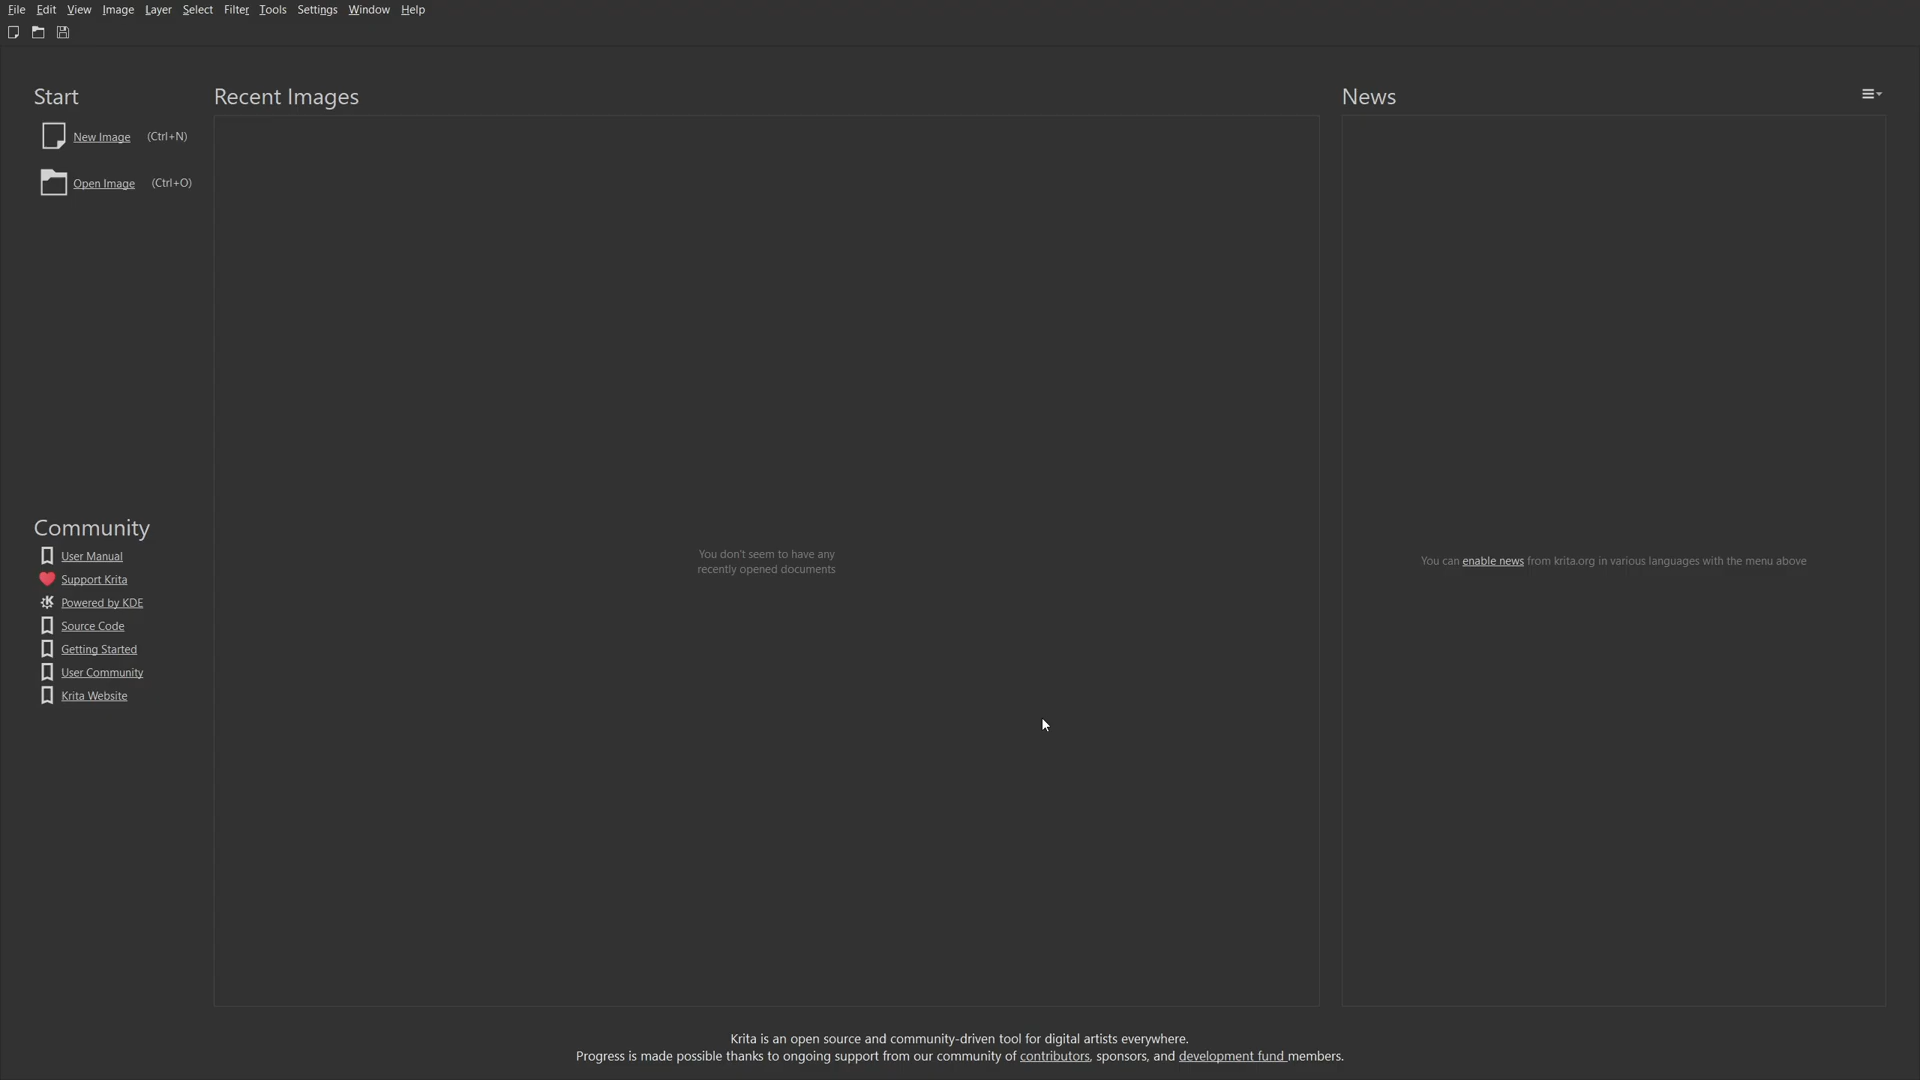 File Edit View Image Layer Select Filter Tools Settings Window Help
Start
New Image (Ctrl+N)
Open Image (Ctrl+O)
Recent Images
You don't seem to have any
recently opened documents
News
You can enable news from krita.org in various languages with the menu above
Community
User Manual
Support Krita
Powered by KDE
Source Code
Getting Started
User Community
Krita Website
Krita is an open source and community-driven tool for digital artists everywhere.
Progress is made possible thanks to ongoing support from our community of contributors, sponsors, and development fund members.